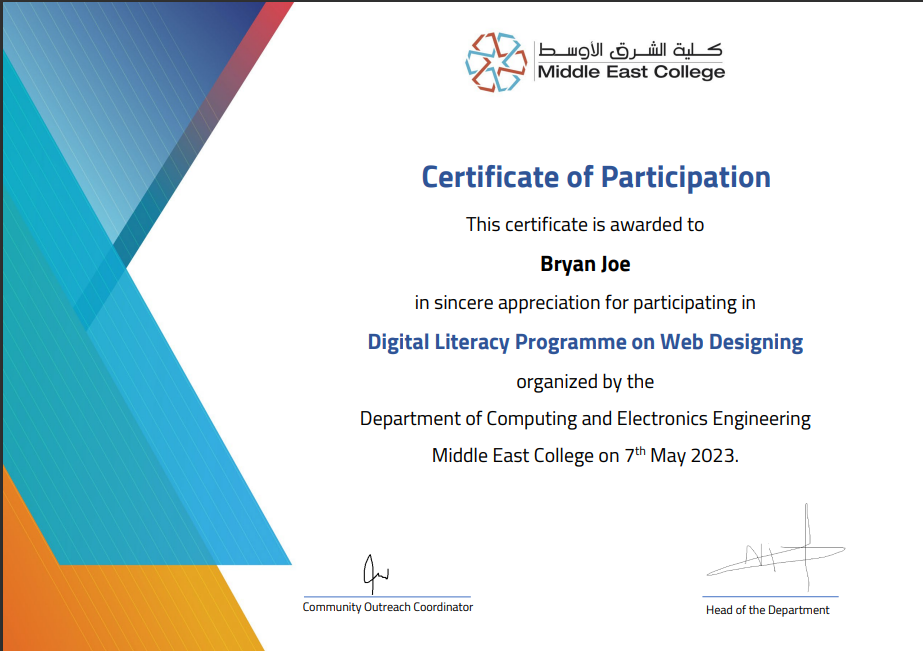 كلية الشرق الأوسط
Middle East College
Certificate of Participation
This certificate is awarded to
Bryan Joe
in sincere appreciation for participating in
Digital Literacy Programme on Web Designing
organized by the
Department of Computing and Electronics Engineering
Middle East College on 7th May 2023.
Community Outreach Coordinator
Head of the Department